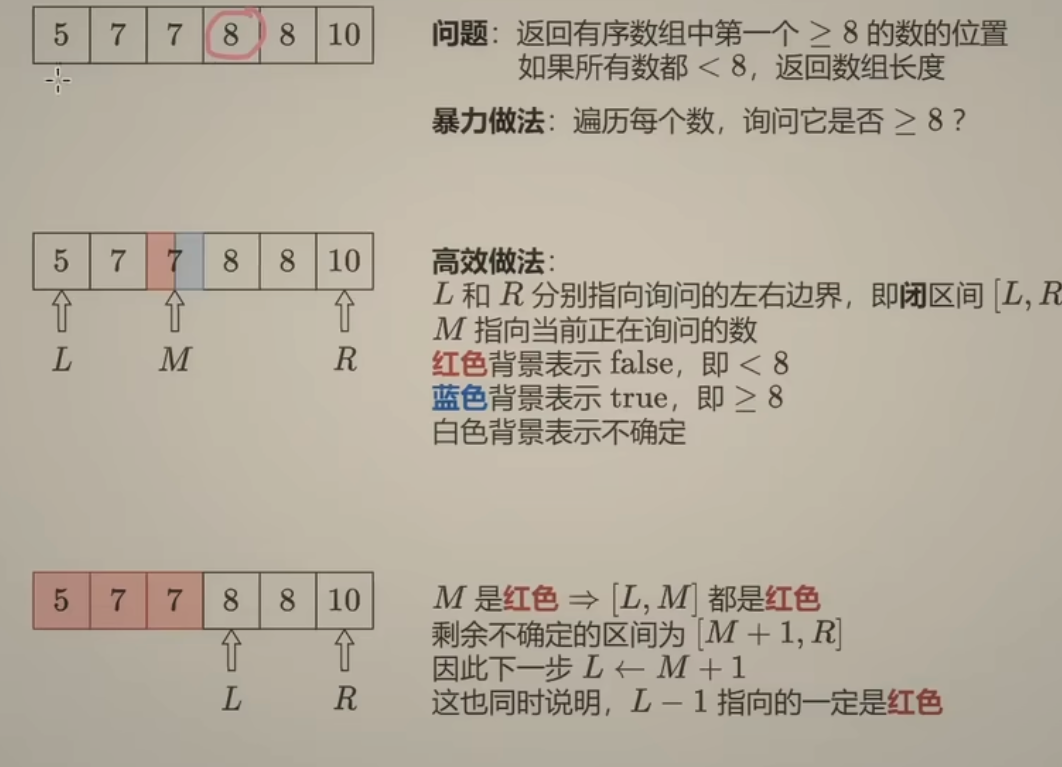 5 7 7 8 8 10
问题：返回有序数组中第一个 ≥ 8 的数的位置
如果所有数都 < 8，返回数组长度
暴力做法：遍历每个数，询问它是否 ≥ 8？
5 7 7 8 8 10
L M R
高效做法：
L 和 R 分别指向询问的左右边界，即闭区间 [L, R
M 指向当前正在询问的数
红色背景表示 false，即 < 8
蓝色背景表示 true，即 ≥ 8
白色背景表示不确定
5 7 7 8 8 10
L R
M 是红色 ⇒ [L, M] 都是红色
剩余不确定的区间为 [M + 1, R]
因此下一步 L ← M + 1
这也同时说明，L − 1 指向的一定是红色